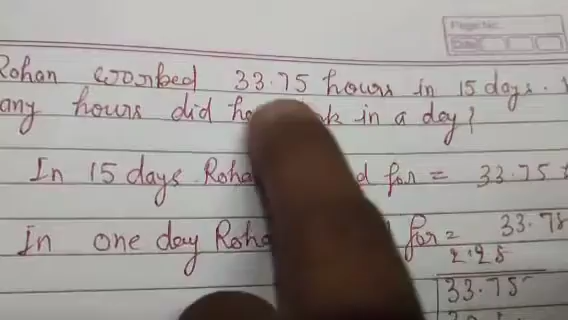 Page No.
Date
Rohan worked 33.75 hours in 15 days.
any hours did in a day?
In 15 days Roha d for = 33.75
In one day Roha for = 33.75
2.25
33.75